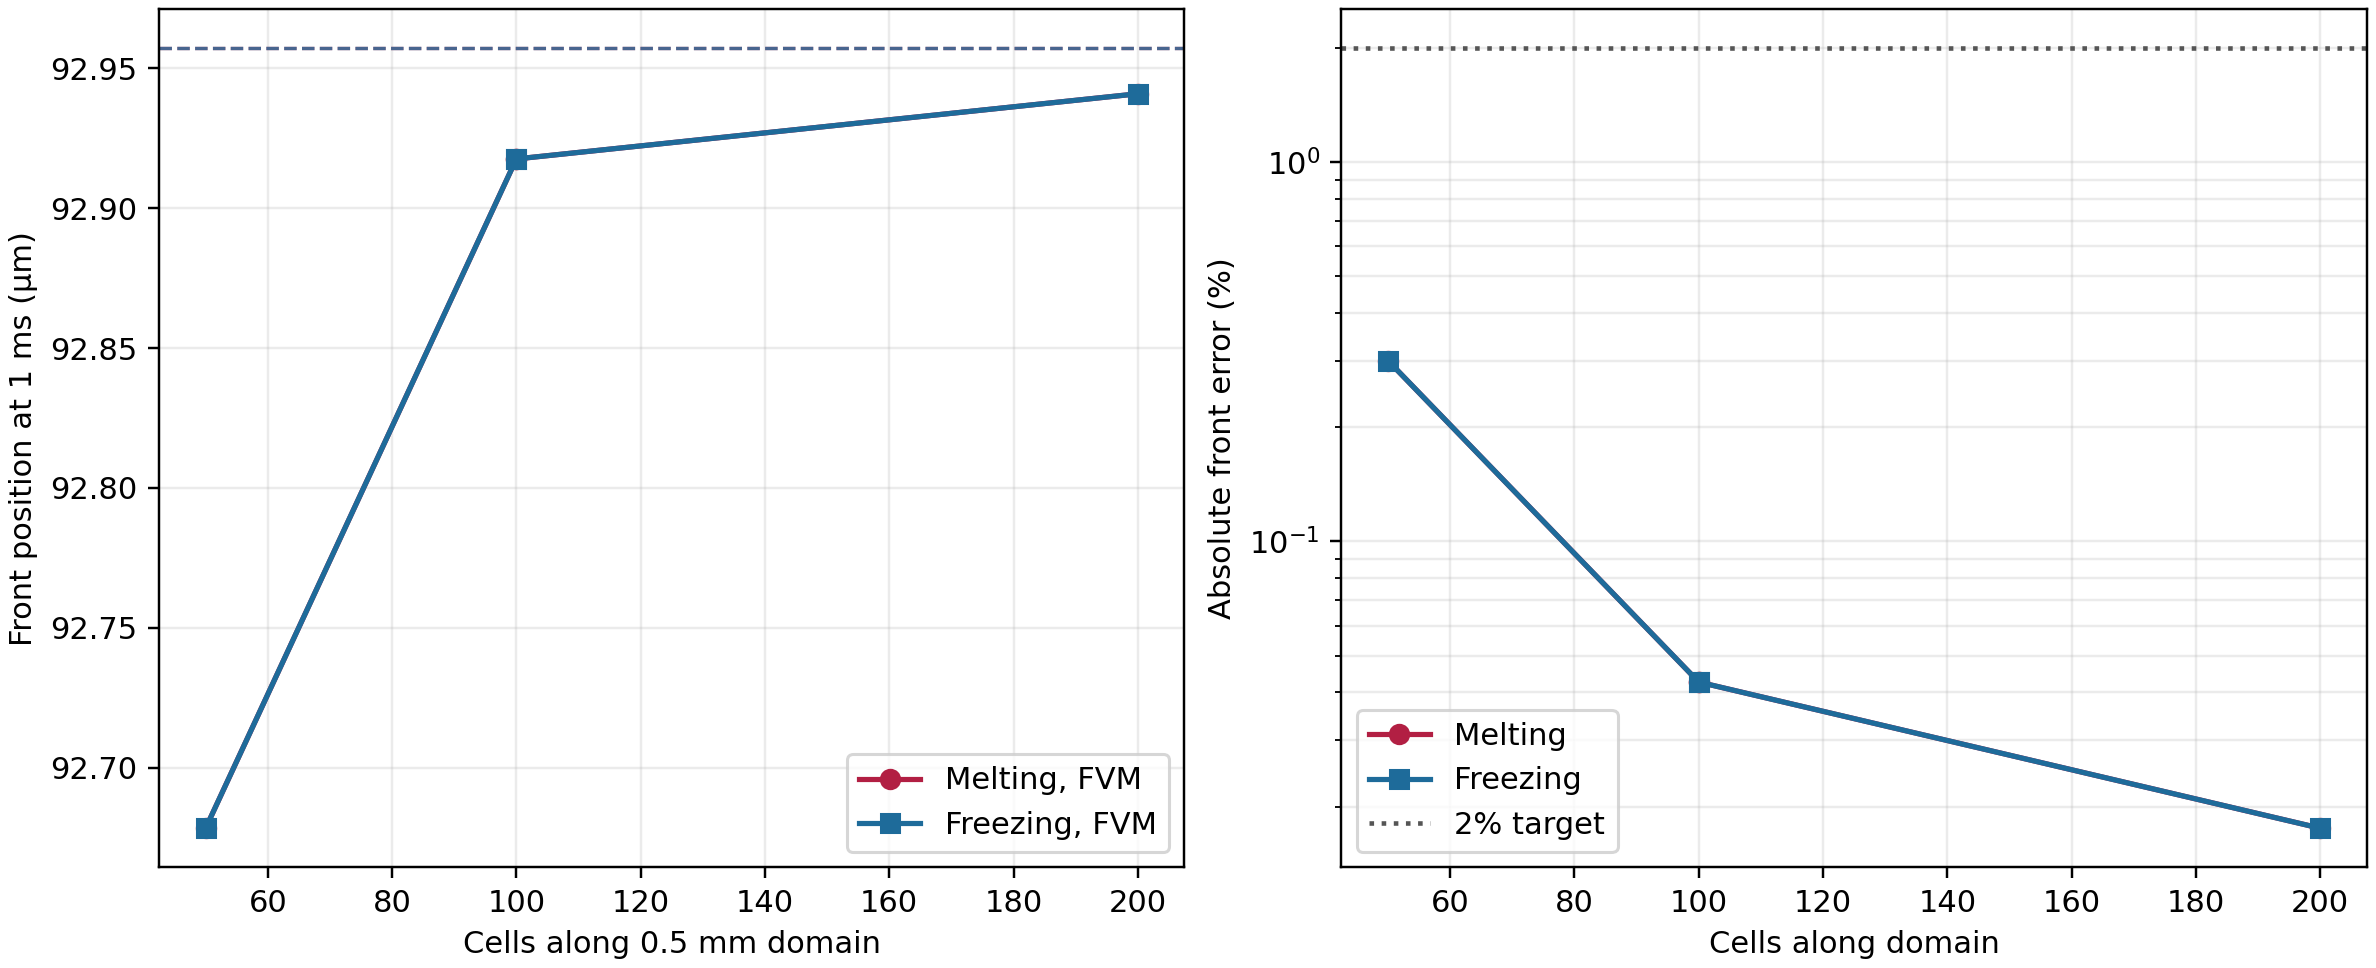 Front position at 1 ms (µm)
92.95
92.90
92.85
92.80
92.75
92.70
Melting, FVM
Freezing, FVM
60 80 100 120 140 160 180 200
Cells along 0.5 mm domain
Absolute front error (%)
10⁰
10⁻¹
Melting
Freezing
2% target
60 80 100 120 140 160 180 200
Cells along domain